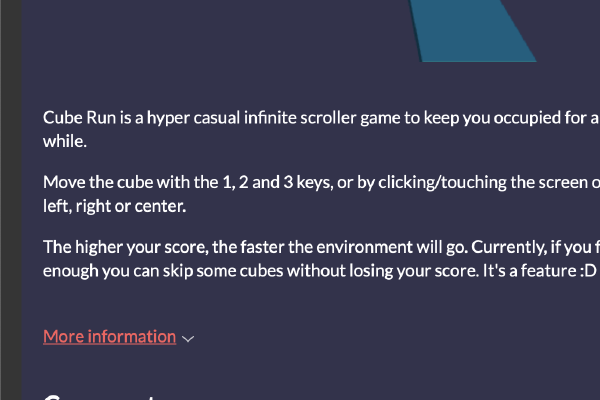 Cube Run is a hyper casual infinite scroller game to keep you occupied for a
while.
Move the cube with the 1, 2 and 3 keys, or by clicking/touching the screen
left, right or center.
The higher your score, the faster the environment will go. Currently, if you
enough you can skip some cubes without losing your score. It's a feature :D
More information